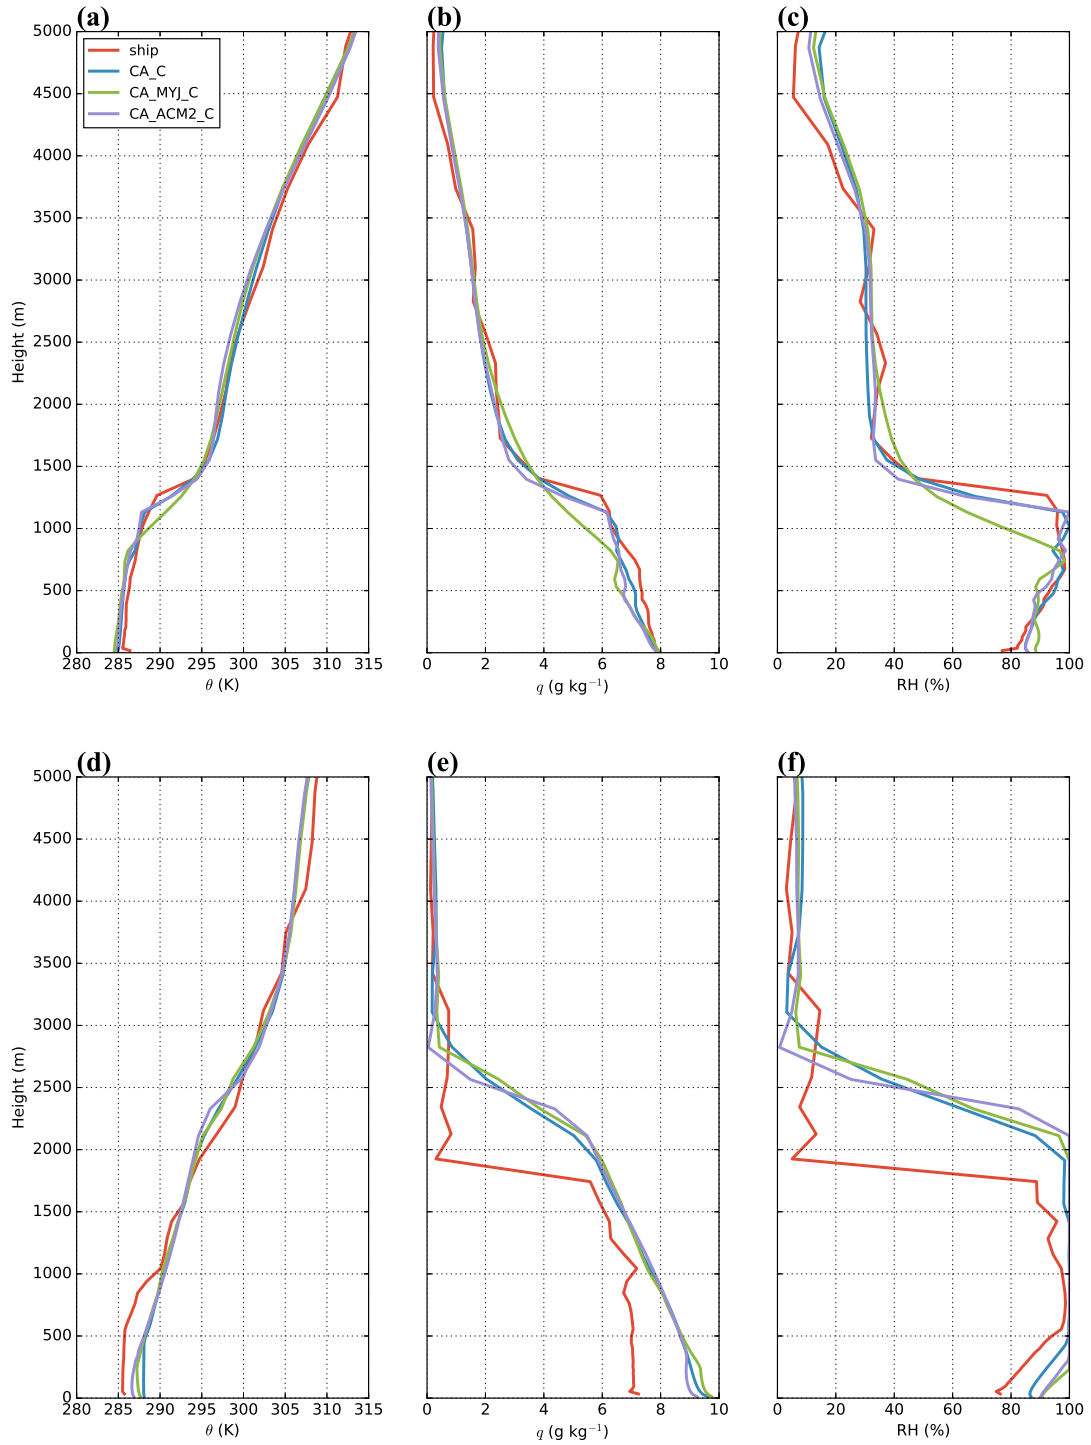 (a) (b) (c)
5000
4500
4000
3500
3000
2500
2000
1500
1000
500
0
Height (m)
ship
CA_C
CA_MYJ_C
CA_ACM2_C
280 285 290 295 300 305 310 315
θ (K)
0 2 4 6 8 10
q (g kg⁻¹)
0 20 40 60 80 100
RH (%)
(d) (e) (f)
5000
4500
4000
3500
3000
2500
2000
1500
1000
500
0
Height (m)
280 285 290 295 300 305 310 315
θ (K)
0 2 4 6 8 10
q (g kg⁻¹)
0 20 40 60 80 100
RH (%)